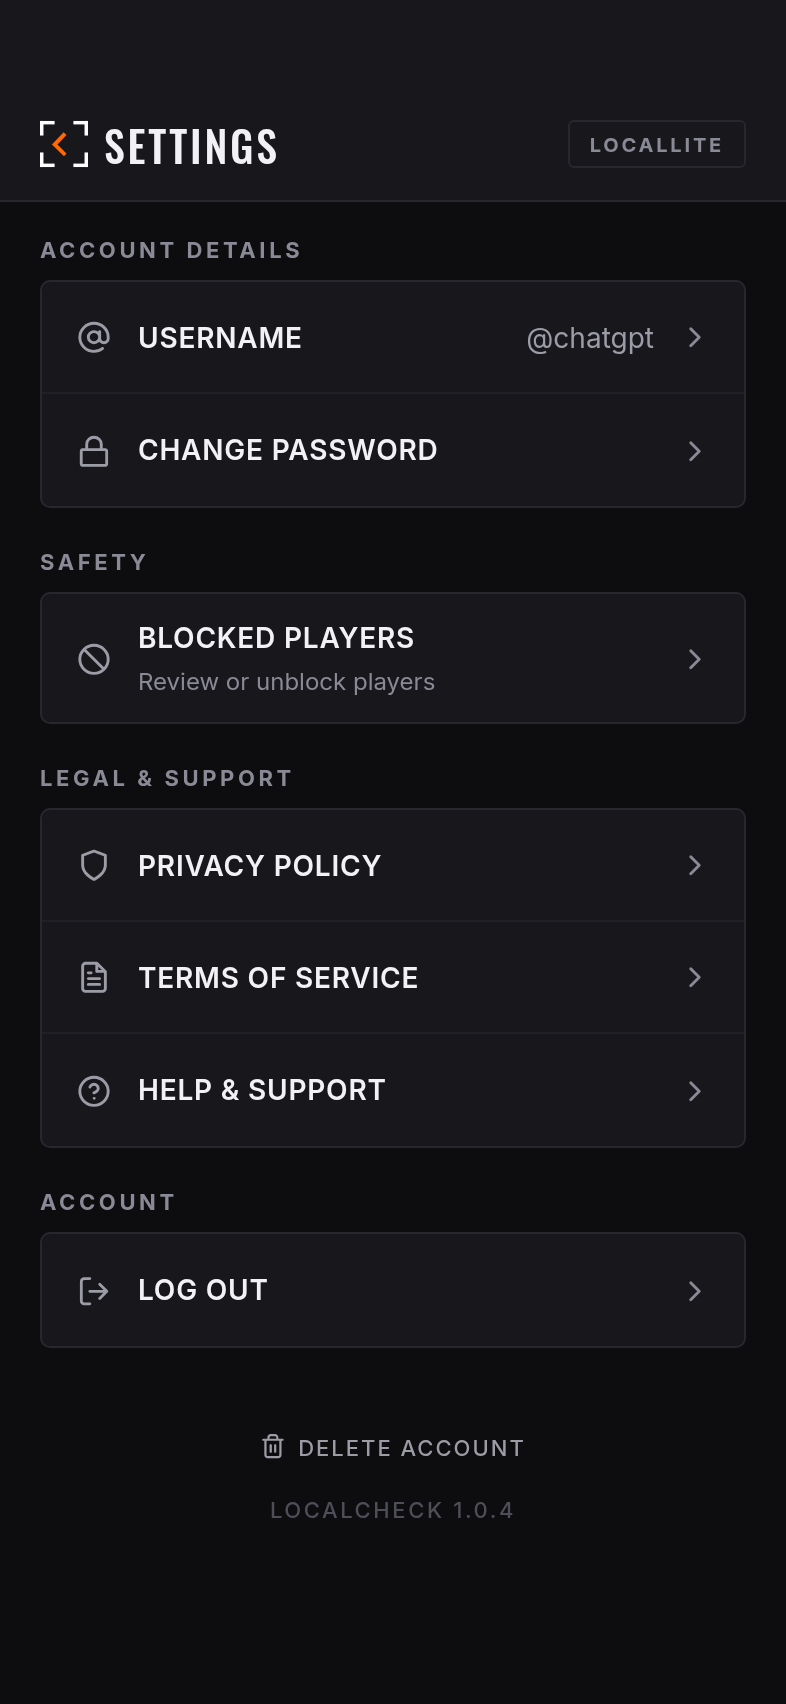 SETTINGS
LOCALLITE
ACCOUNT DETAILS
USERNAME @chatgpt
CHANGE PASSWORD
SAFETY
BLOCKED PLAYERS
Review or unblock players
LEGAL & SUPPORT
PRIVACY POLICY
TERMS OF SERVICE
HELP & SUPPORT
ACCOUNT
LOG OUT
DELETE ACCOUNT
LOCALCHECK 1.0.4